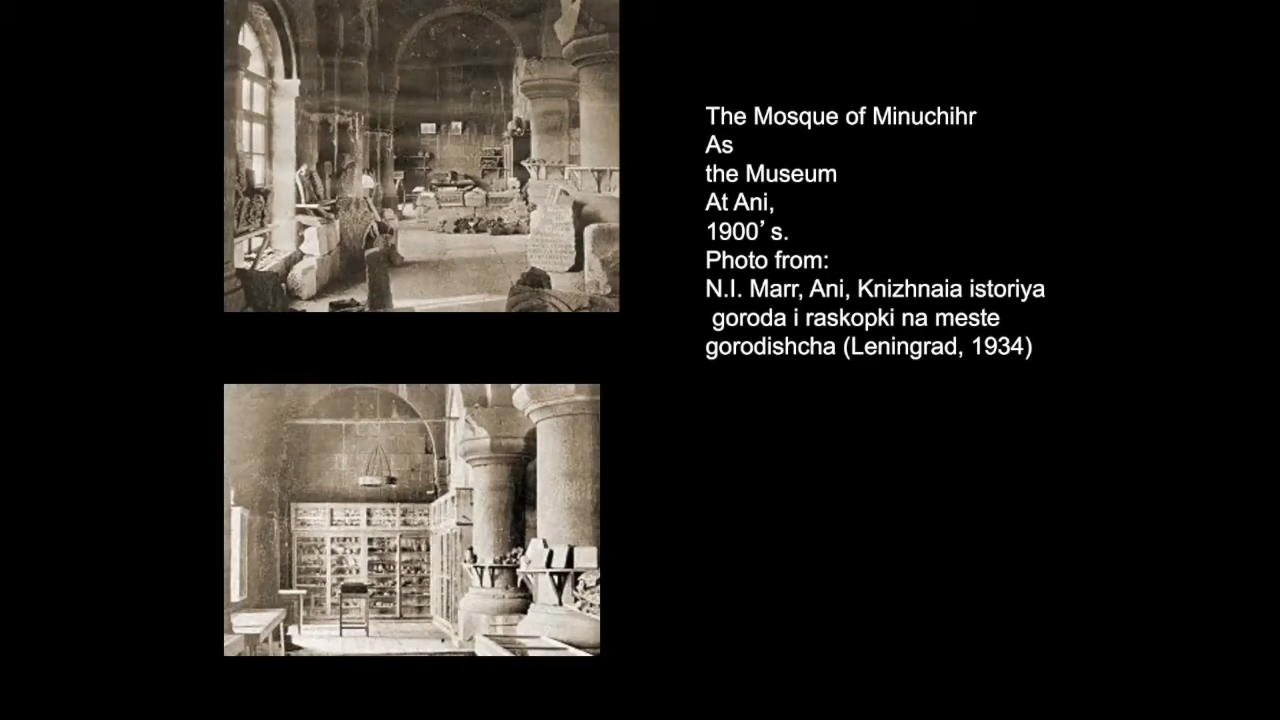 The Mosque of Minuchihr
As
the Museum
At Ani,
1900’ s.
Photo from:
N.I. Marr, Ani, Knizhnaia istoriya
goroda i raskopki na meste
gorodishcha (Leningrad, 1934)